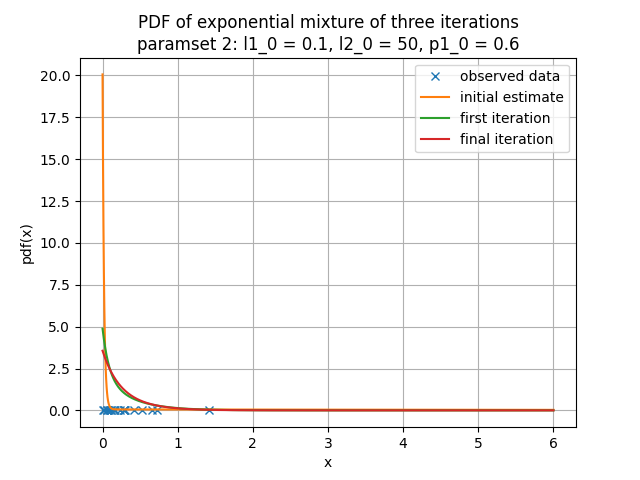 PDF of exponential mixture of three iterations
paramset 2: l1_0 = 0.1, l2_0 = 50, p1_0 = 0.6
observed data
initial estimate
first iteration
final iteration
20.0
17.5
15.0
12.5
10.0
7.5
5.0
2.5
0.0
pdf(x)
0 1 2 3 4 5 6
x